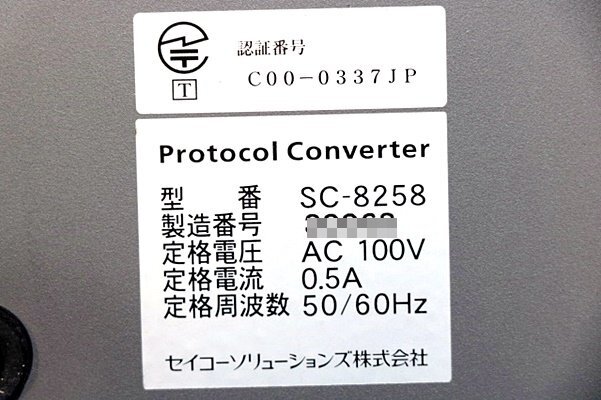 認証番号
T C00-0337JP
Protocol Converter
型 番 SC-8258
製造番号
定格電圧 AC 100V
定格電流 0.5A
定格周波数 50/60Hz
セイコーソリューションズ株式会社